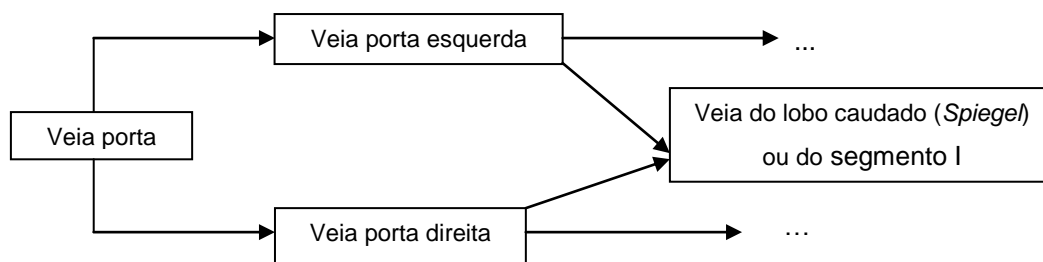 Veia porta esquerda
...
Veia do lobo caudado (Spiegel)
ou do segmento I
Veia porta
Veia porta direita
...